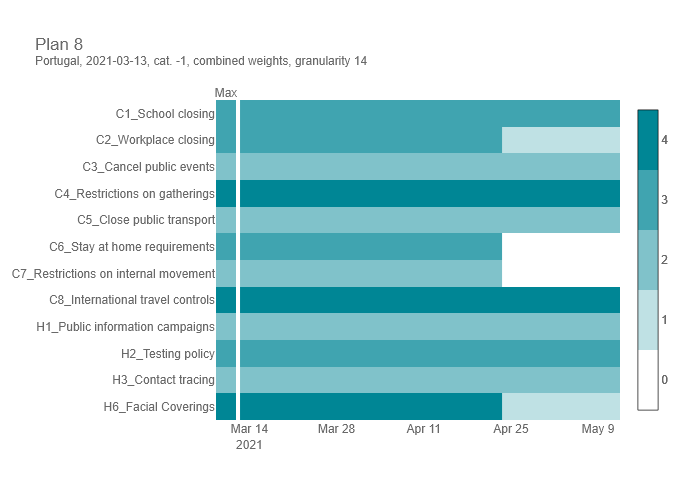 Plan 8
Portugal, 2021-03-13, cat. -1, combined weights, granularity 14
Max
C1_School closing
C2_Workplace closing
C3_Cancel public events
C4_Restrictions on gatherings
C5_Close public transport
C6_Stay at home requirements
C7_Restrictions on internal movement
C8_International travel controls
H1_Public information campaigns
H2_Testing policy
H3_Contact tracing
H6_Facial Coverings
Mar 14 Mar 28 Apr 11 Apr 25 May 9
2021
4
3
2
1
0